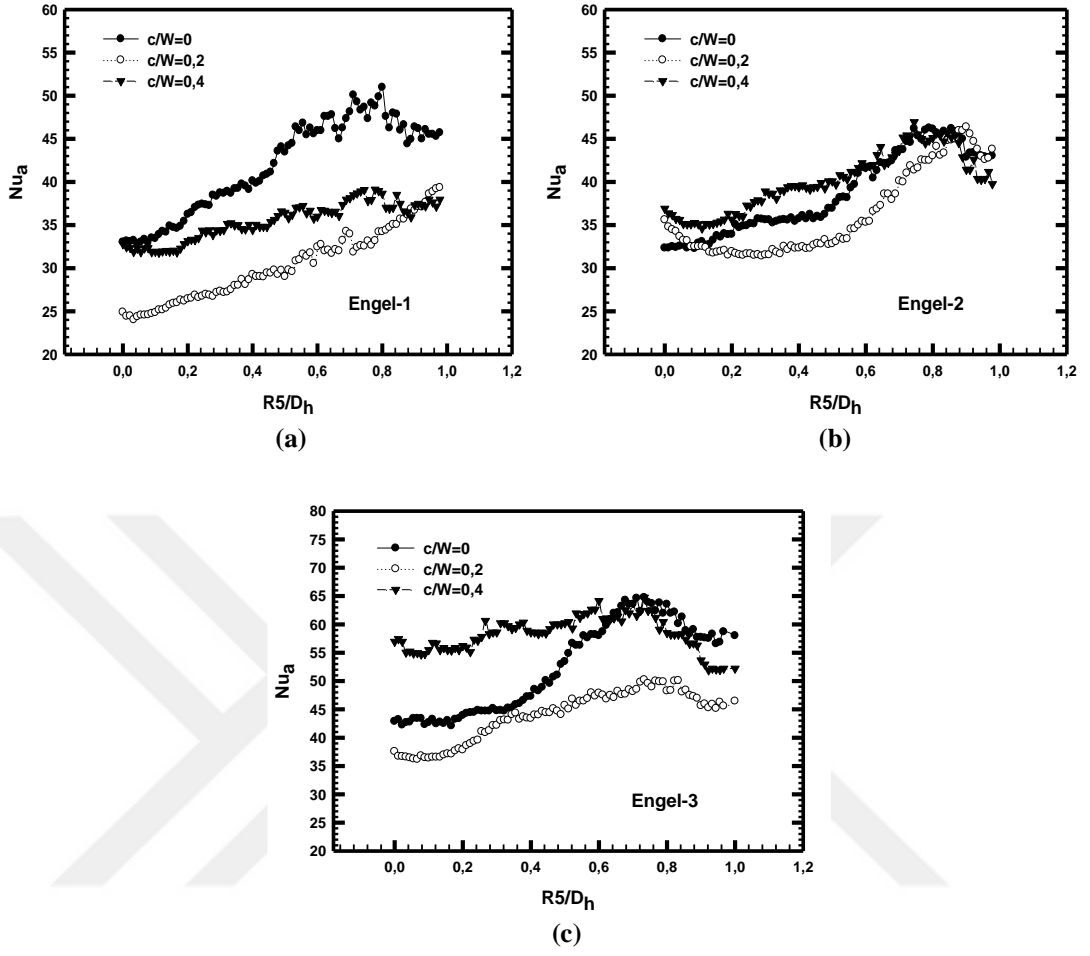 60
55
50
45
40
35
30
25
20
Nua
c/W=0
c/W=0,2
c/W=0,4
Engel-1
0,0 0,2 0,4 0,6 0,8 1,0 1,2
R5/Dh
(a)
60
55
50
45
40
35
30
25
20
Nua
c/W=0
c/W=0,2
c/W=0,4
Engel-2
0,0 0,2 0,4 0,6 0,8 1,0 1,2
R5/Dh
(b)
80
75
70
65
60
55
50
45
40
35
30
25
20
Nua
c/W=0
c/W=0,2
c/W=0,4
Engel-3
0,0 0,2 0,4 0,6 0,8 1,0 1,2
R5/Dh
(c)